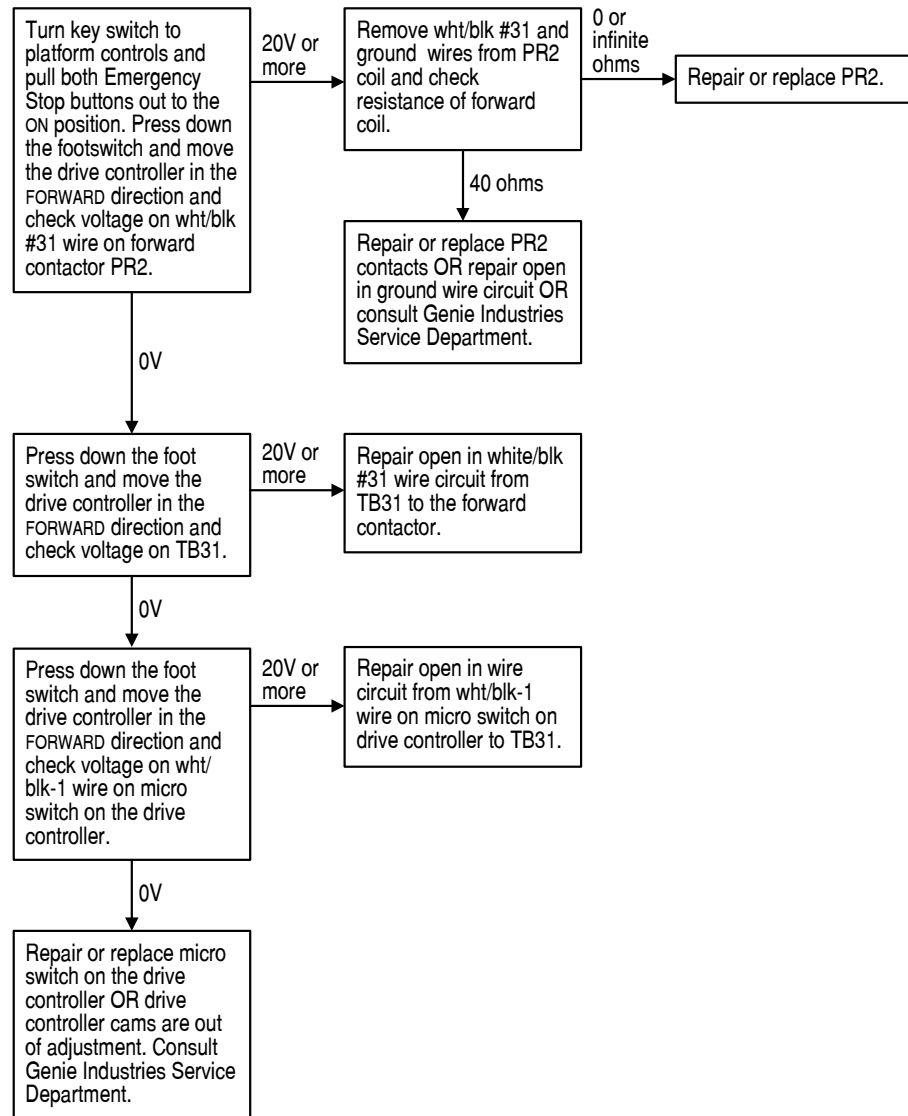 Turn key switch to
platform controls and
pull both Emergency
Stop buttons out to the
ON position. Press down
the footswitch and move
the drive controller in the
FORWARD direction and
check voltage on wht/blk
#31 wire on forward
contactor PR2.
20V or
more
Remove wht/blk #31 and
ground wires from PR2
coil and check
resistance of forward
coil.
0 or
infinite
ohms
Repair or replace PR2.
40 ohms
Repair or replace PR2
contacts OR repair open
in ground wire circuit OR
consult Genie Industries
Service Department.
0V
Press down the foot
switch and move the
drive controller in the
FORWARD direction and
check voltage on TB31.
20V or
more
Repair open in white/blk
#31 wire circuit from
TB31 to the forward
contactor.
0V
Press down the foot
switch and move the
drive controller in the
FORWARD direction and
check voltage on wht/
blk-1 wire on micro
switch on the drive
controller.
20V or
more
Repair open in wire
circuit from wht/blk-1
wire on micro switch on
drive controller to TB31.
0V
Repair or replace micro
switch on the drive
controller OR drive
controller cams are out
of adjustment. Consult
Genie Industries Service
Department.